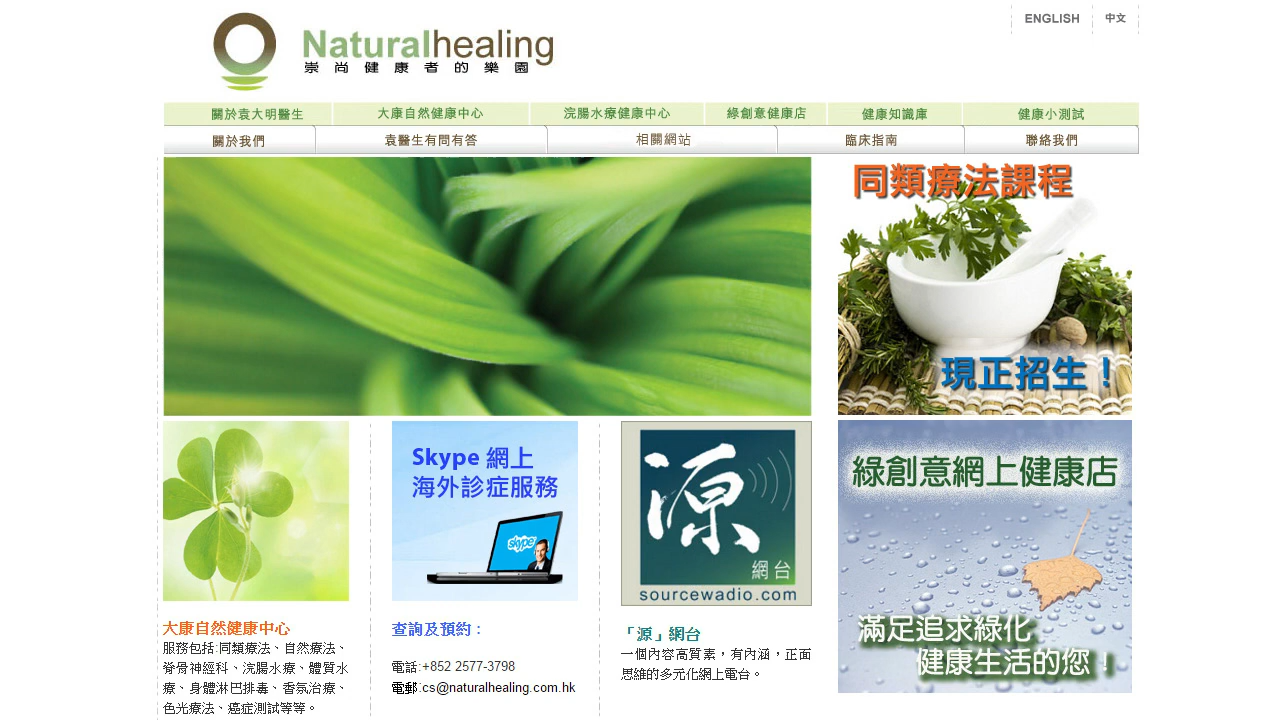 ENGLISH 中文
Naturalhealing
崇尚健康者的樂園
關於袁大明醫生 大康自然健康中心 浣腸水療健康中心 綠創意健康店 健康知識庫 健康小測試
關於我們 袁醫生有問有答 相關網站 臨床指南 聯絡我們
同類療法課程
現正招生！
Skype 網上
海外診症服務
skype
源
網台
sourcewadio.com
綠創意網上健康店
滿足追求綠化
健康生活的您！
大康自然健康中心
服務包括:同類療法、自然療法、
脊骨神經科、浣腸水療、體質水
療、身體淋巴排毒、香氛治療、
色光療法、癌症測試等等。
查詢及預約：
電話:+852 2577-3798
電郵:cs@naturalhealing.com.hk
「源」網台
一個內容高質素，有內涵，正面
思維的多元化網上電台。